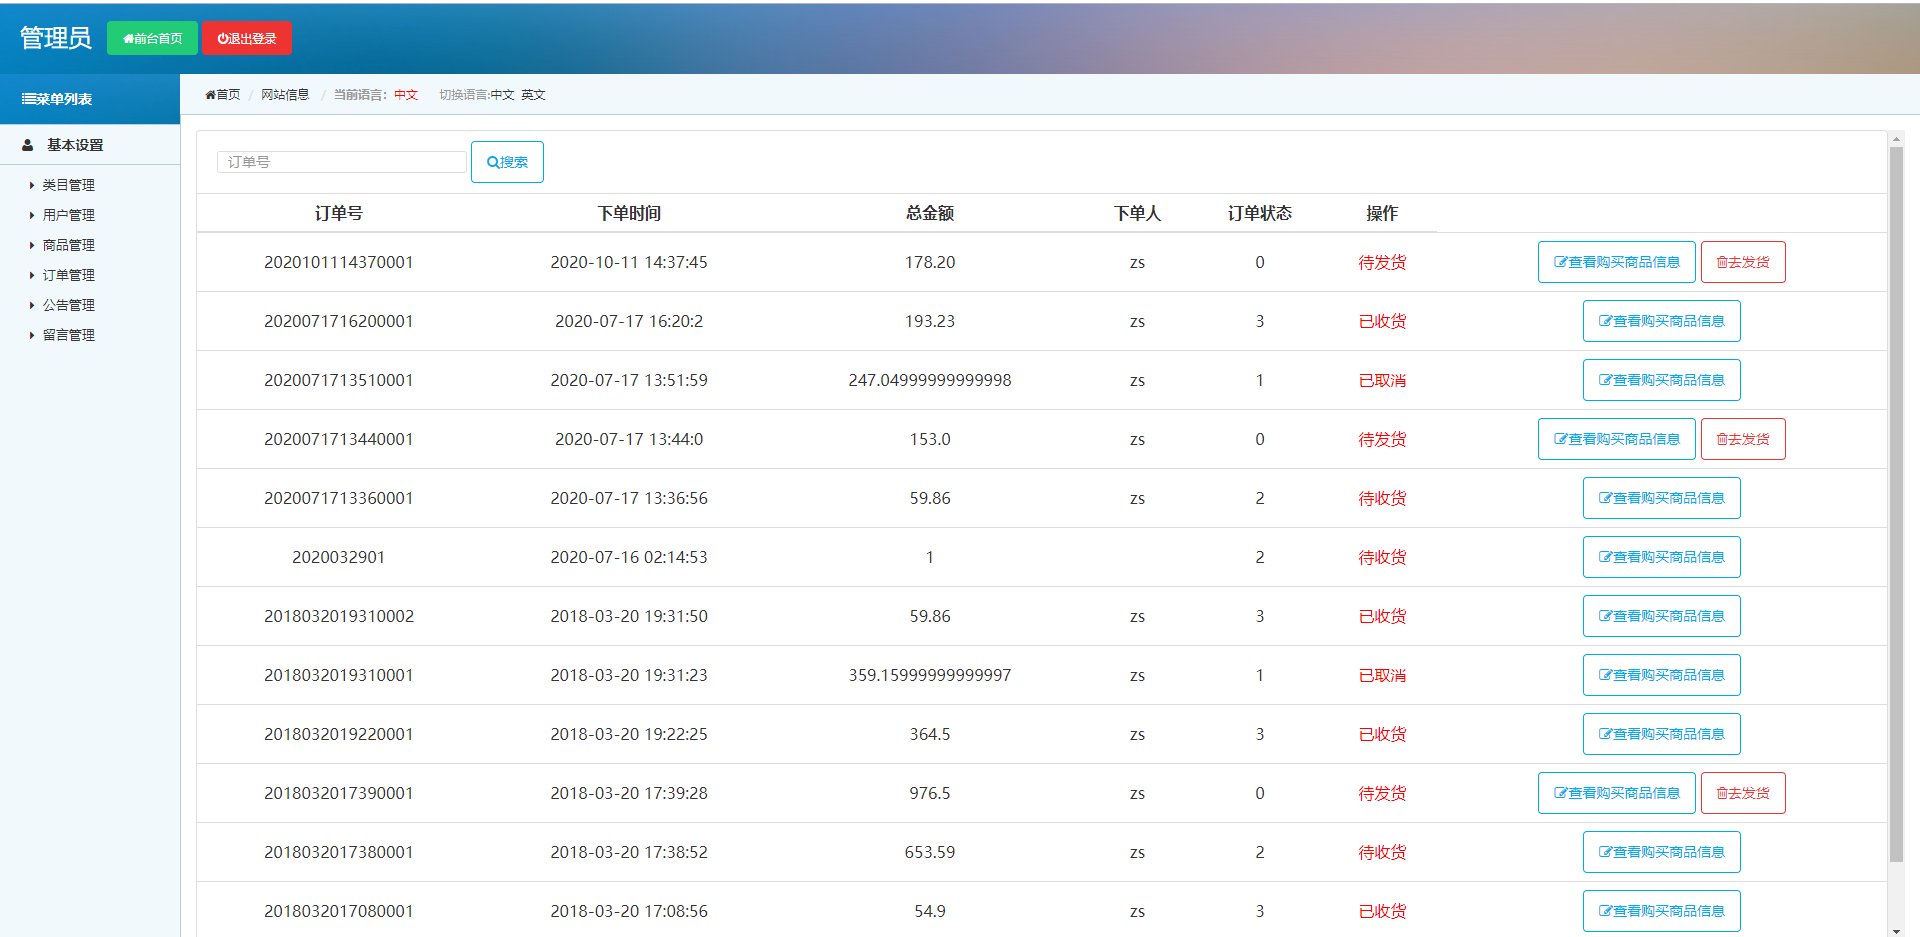 管理员 前台首页 退出登录
菜单列表 首页 / 网站信息 / 当前语言：中文 切换语言:中文 英文
基本设置
类目管理
用户管理
商品管理
订单管理
公告管理
留言管理
订单号 搜索
订单号 下单时间 总金额 下单人 订单状态 操作
2020101114370001 2020-10-11 14:37:45 178.20 zs 0 待发货 查看购买商品信息 去发货
2020071716200001 2020-07-17 16:20:2 193.23 zs 3 已收货 查看购买商品信息
2020071713510001 2020-07-17 13:51:59 247.04999999999998 zs 1 已取消 查看购买商品信息
2020071713440001 2020-07-17 13:44:0 153.0 zs 0 待发货 查看购买商品信息 去发货
2020071713360001 2020-07-17 13:36:56 59.86 zs 2 待收货 查看购买商品信息
2020032901 2020-07-16 02:14:53 1 2 待收货 查看购买商品信息
2018032019310002 2018-03-20 19:31:50 59.86 zs 3 已收货 查看购买商品信息
2018032019310001 2018-03-20 19:31:23 359.15999999999997 zs 1 已取消 查看购买商品信息
2018032019220001 2018-03-20 19:22:25 364.5 zs 3 已收货 查看购买商品信息
2018032017390001 2018-03-20 17:39:28 976.5 zs 0 待发货 查看购买商品信息 去发货
2018032017380001 2018-03-20 17:38:52 653.59 zs 2 待收货 查看购买商品信息
2018032017080001 2018-03-20 17:08:56 54.9 zs 3 已收货 查看购买商品信息